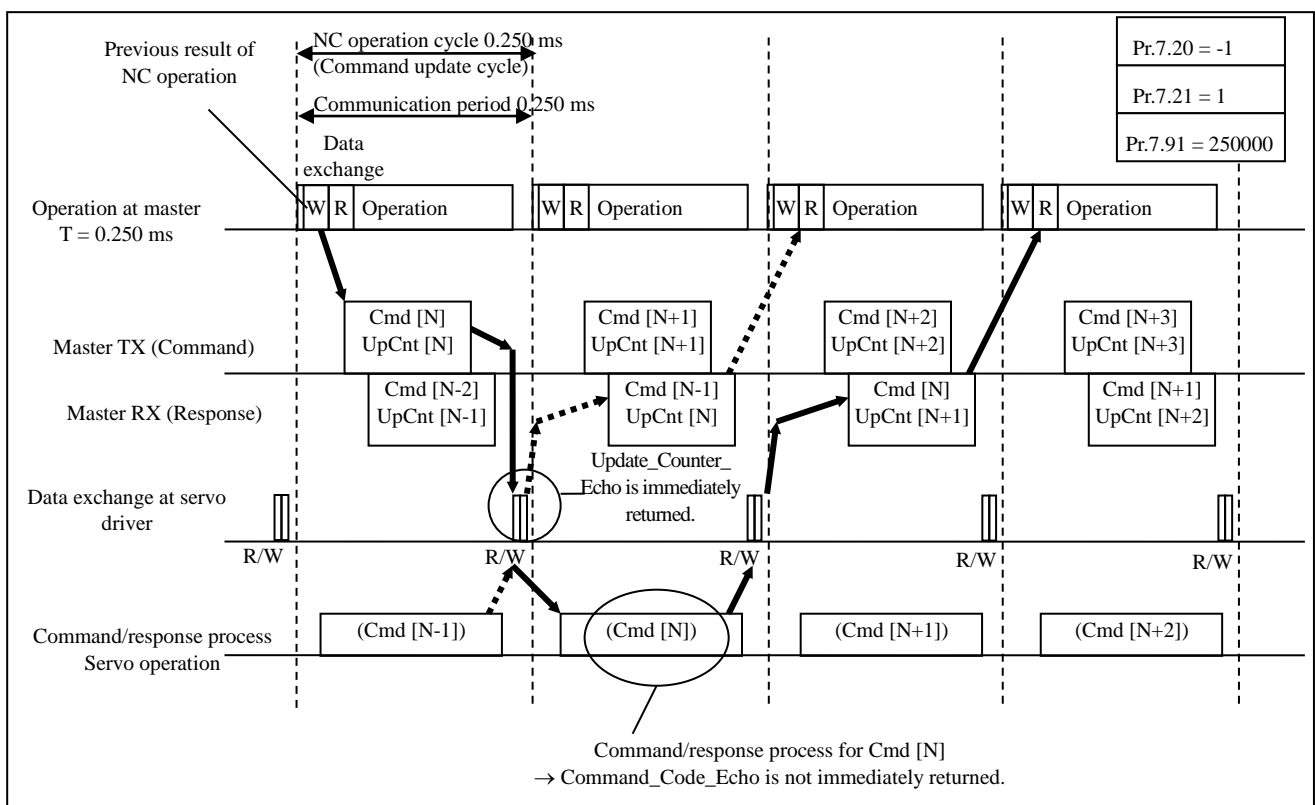 Previous result of
NC operation
NC operation cycle 0.250 ms
(Command update cycle)
Communication period 0.250 ms
Data
exchange
Pr.7.20 = -1
Pr.7.21 = 1
Pr.7.91 = 250000
Operation at master
T = 0.250 ms
W R Operation
W R Operation
W R Operation
W R Operation
Master TX (Command)
Cmd [N]
UpCnt [N]
Cmd [N+1]
UpCnt [N+1]
Cmd [N+2]
UpCnt [N+2]
Cmd [N+3]
UpCnt [N+3]
Master RX (Response)
Cmd [N-2]
UpCnt [N-1]
Cmd [N-1]
UpCnt [N]
Cmd [N]
UpCnt [N+1]
Cmd [N+1]
UpCnt [N+2]
Update_Counter_
Echo is immediately
returned.
Data exchange at servo
driver
R/W
R/W
R/W
R/W
R/W
Command/response process
Servo operation
(Cmd [N-1])
(Cmd [N])
(Cmd [N+1])
(Cmd [N+2])
Command/response process for Cmd [N]
→ Command_Code_Echo is not immediately returned.